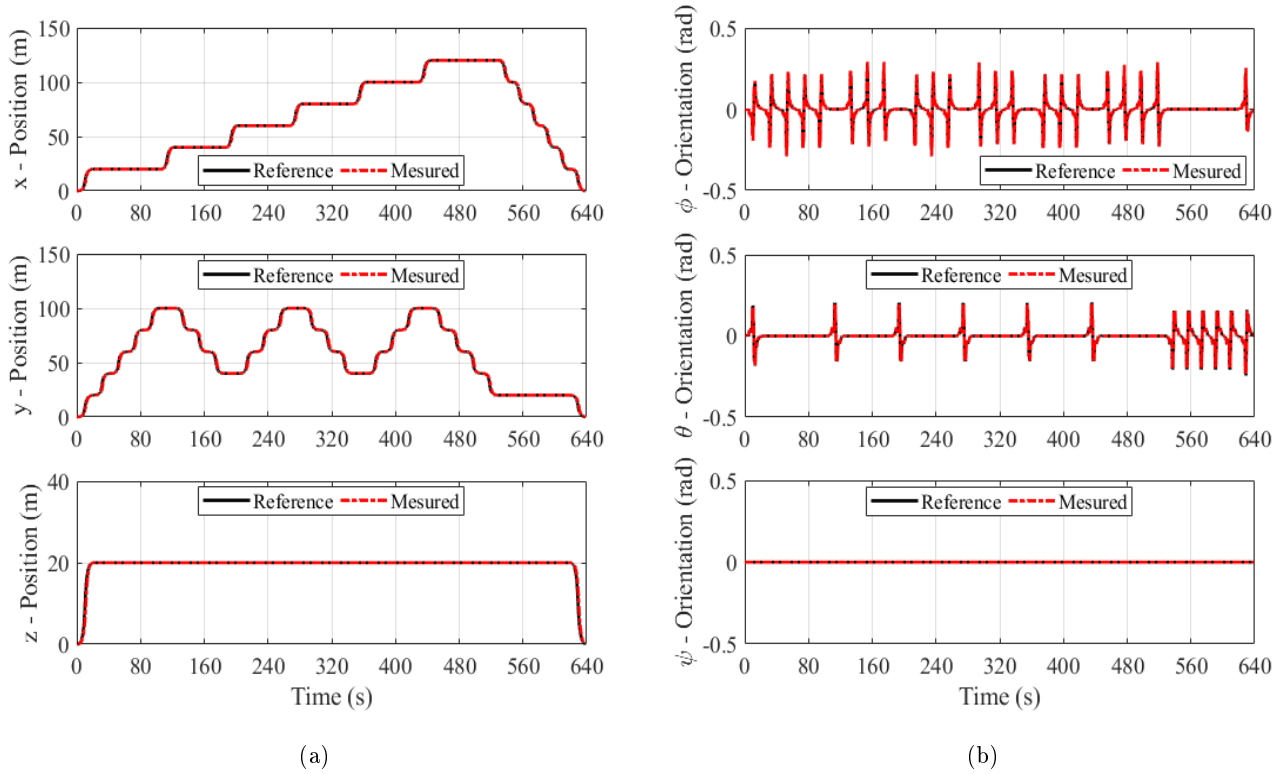 x - Position (m)
150
100
50
0
Reference Mesured
0 80 160 240 320 400 480 560 640
y - Position (m)
150
100
50
0
Reference Mesured
0 80 160 240 320 400 480 560 640
z - Position (m)
40
20
0
Reference Mesured
0 80 160 240 320 400 480 560 640
Time (s)
(a)
ϕ - Orientation (rad)
0.5
0
-0.5
Reference Mesured
0 80 160 240 320 400 480 560 640
θ - Orientation (rad)
0.5
0
-0.5
Reference Mesured
0 80 160 240 320 400 480 560 640
ψ - Orientation (rad)
0.5
0
-0.5
Reference Mesured
0 80 160 240 320 400 480 560 640
Time (s)
(b)